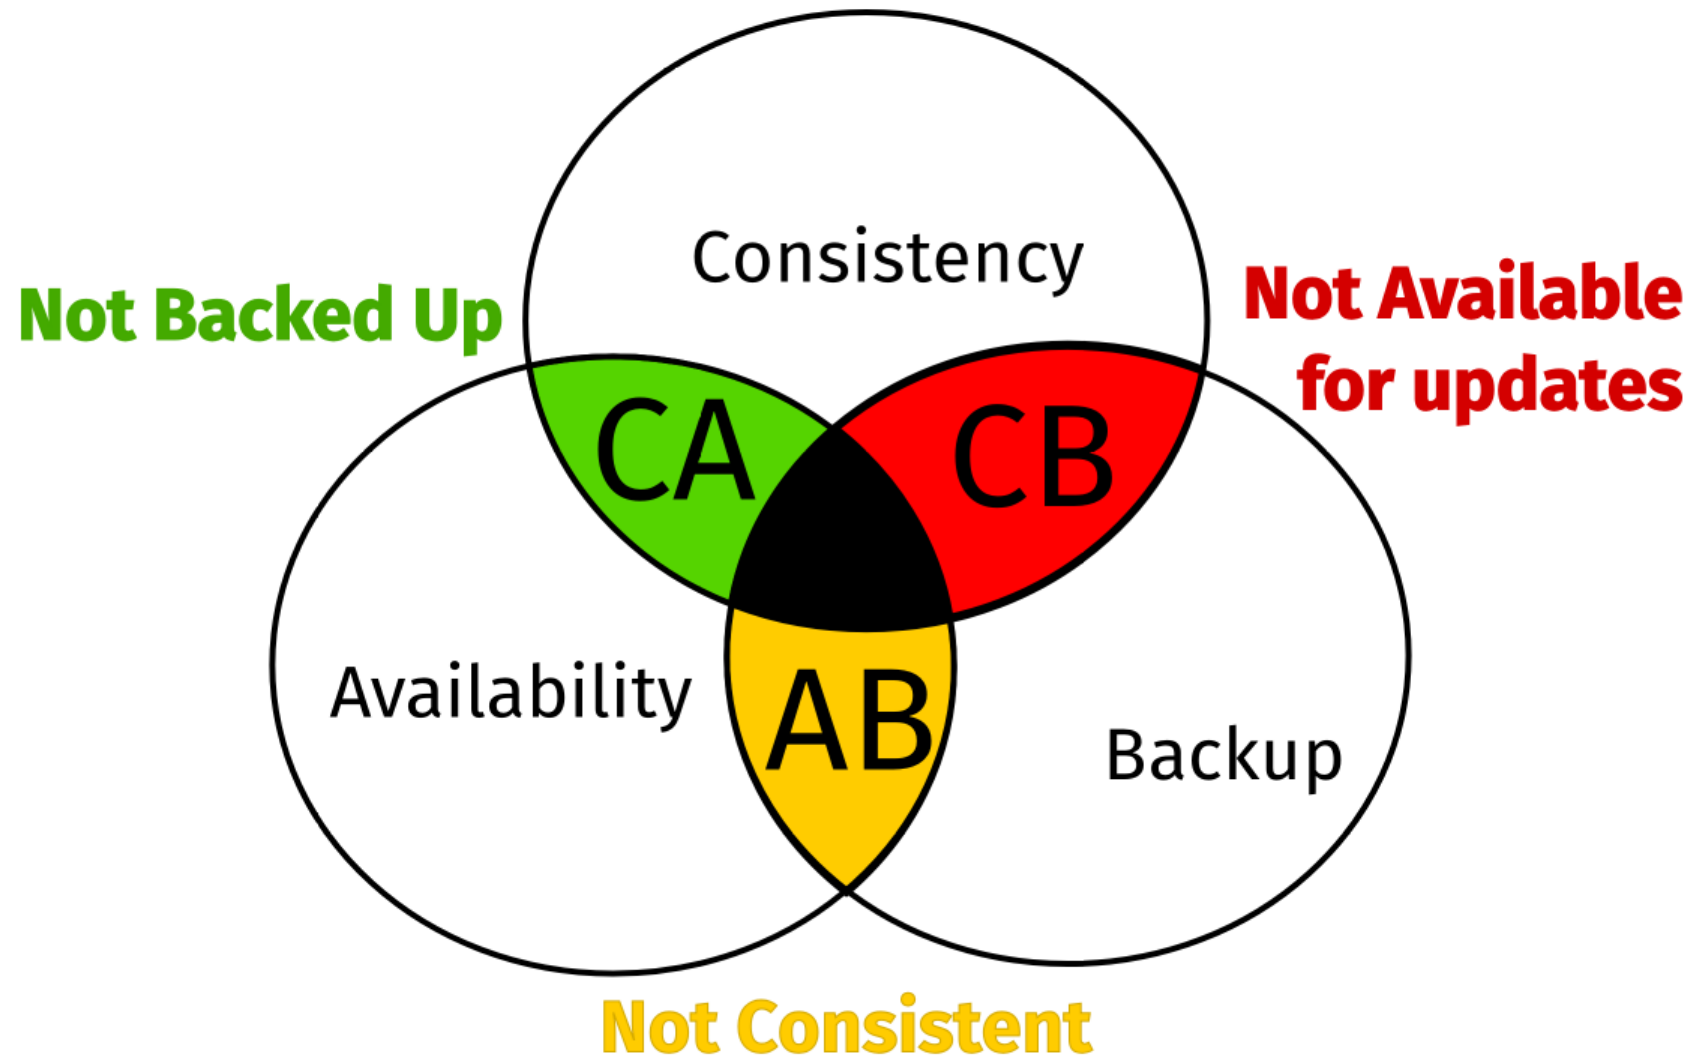 Consistency
Not Backed Up
Not Available
for updates
CA
CB
Availability
AB
Backup
Not Consistent